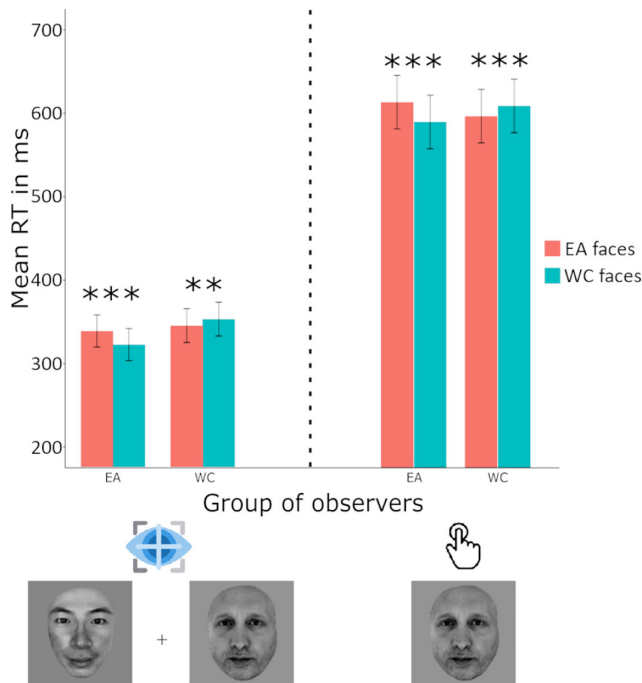 700
600
500
400
300
200
Mean RT in ms
***
**
***
***
EA
WC
EA
WC
Group of observers
EA faces
WC faces
+